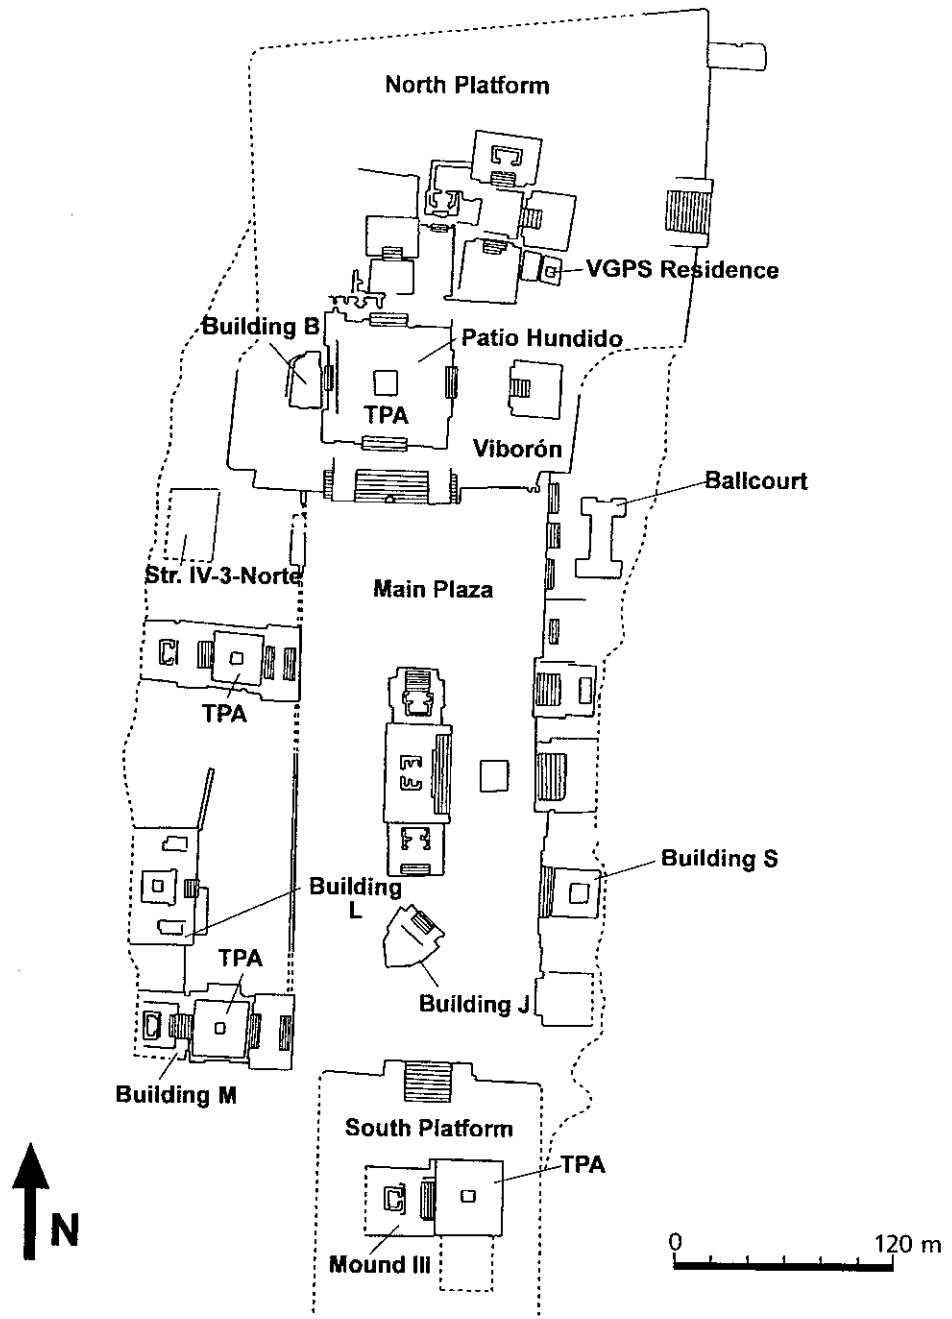 North Platform
VGPS Residence
Building B
Patio Hundido
TPA
Viborón
Ballcourt
Str. IV-3-Norte
Main Plaza
TPA
Building S
Building
L
TPA
Building J
Building M
South Platform
TPA
N
Mound III
0 120 m